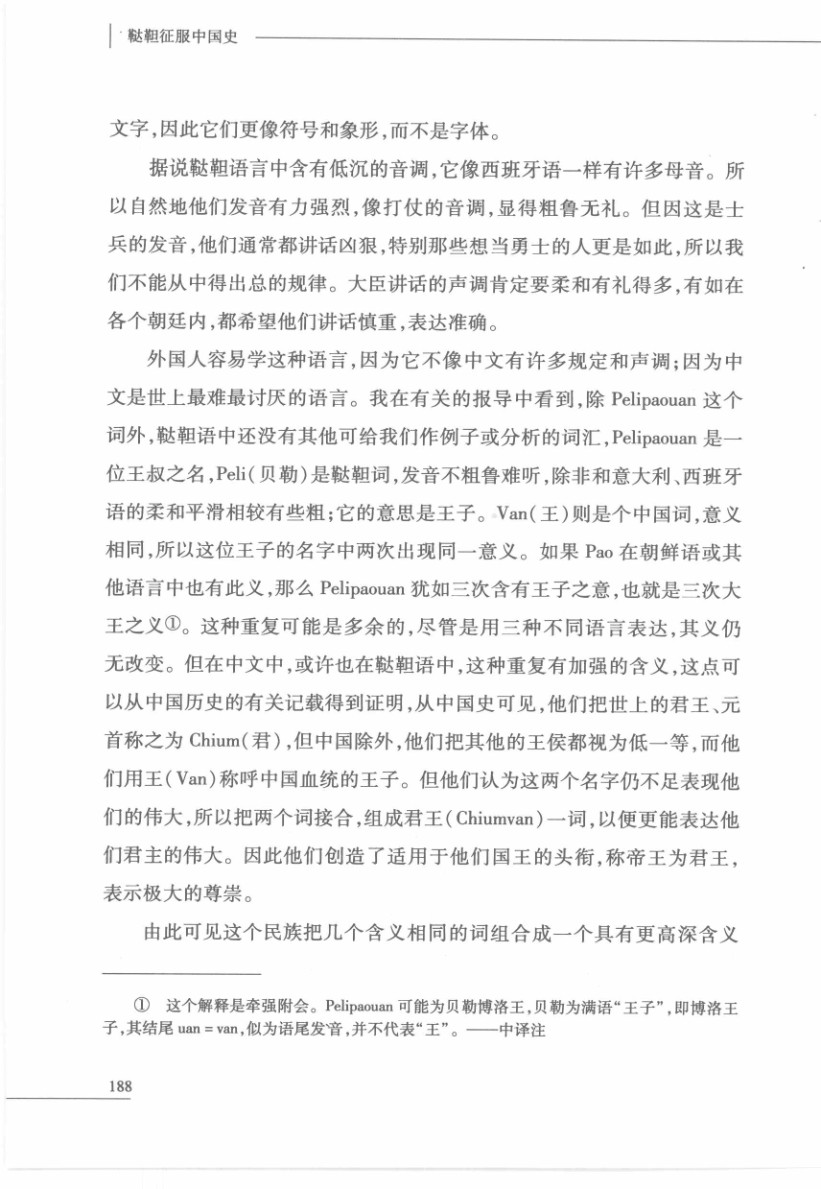 鞑靼征服中国史
文字,因此它们更像符号和象形,而不是字体。
据说鞑靼语言中含有低沉的音调,它像西班牙语一样有许多母音。所
以自然地他们发音有力强烈,像打仗的音调,显得粗鲁无礼。但因这是士
兵的发音,他们通常都讲话凶狠,特别那些想当勇士的人更是如此,所以我
们不能从中得出总的规律。大臣讲话的声调肯定要柔和有礼得多,有如在
各个朝廷内,都希望他们讲话慎重,表达准确。
外国人容易学这种语言,因为它不像中文有许多规定和声调;因为中
文是世上最难最讨厌的语言。我在有关的报导中看到,除 Pelipaouan 这个
词外,鞑靼语中还没有其他可给我们作例子或分析的词汇,Pelipaouan 是一
位王叔之名,Peli(贝勒)是鞑靼词,发音不粗鲁难听,除非和意大利、西班牙
语的柔和平滑相较有些粗;它的意思是王子。Van(王)则是个中国词,意义
相同,所以这位王子的名字中两次出现同一意义。如果 Pao 在朝鲜语或其
他语言中也有此义,那么 Pelipaouan 犹如三次含有王子之意,也就是三次大
王之义①。这种重复可能是多余的,尽管是用三种不同语言表达,其义仍
无改变。但在中文中,或许也在鞑靼语中,这种重复有加强的含义,这点可
以从中国历史的有关记载得到证明,从中国史可见,他们把世上的君王、元
首称之为 Chium(君),但中国除外,他们把其他的王侯都视为低一等,而他
们用王(Van)称呼中国血统的王子。但他们认为这两个名字仍不足表现他
们的伟大,所以把两个词接合,组成君王(Chiumvan)一词,以便更能表达他
们君主的伟大。因此他们创造了适用于他们国王的头衔,称帝王为君王,
表示极大的尊崇。
由此可见这个民族把几个含义相同的词组合成一个具有更高深含义
① 这个解释是牵强附会。Pelipaouan 可能为贝勒博洛王,贝勒为满语“王子”,即博洛王
子,其结尾 uan = van,似为语尾发音,并不代表“王”。——中译注
188